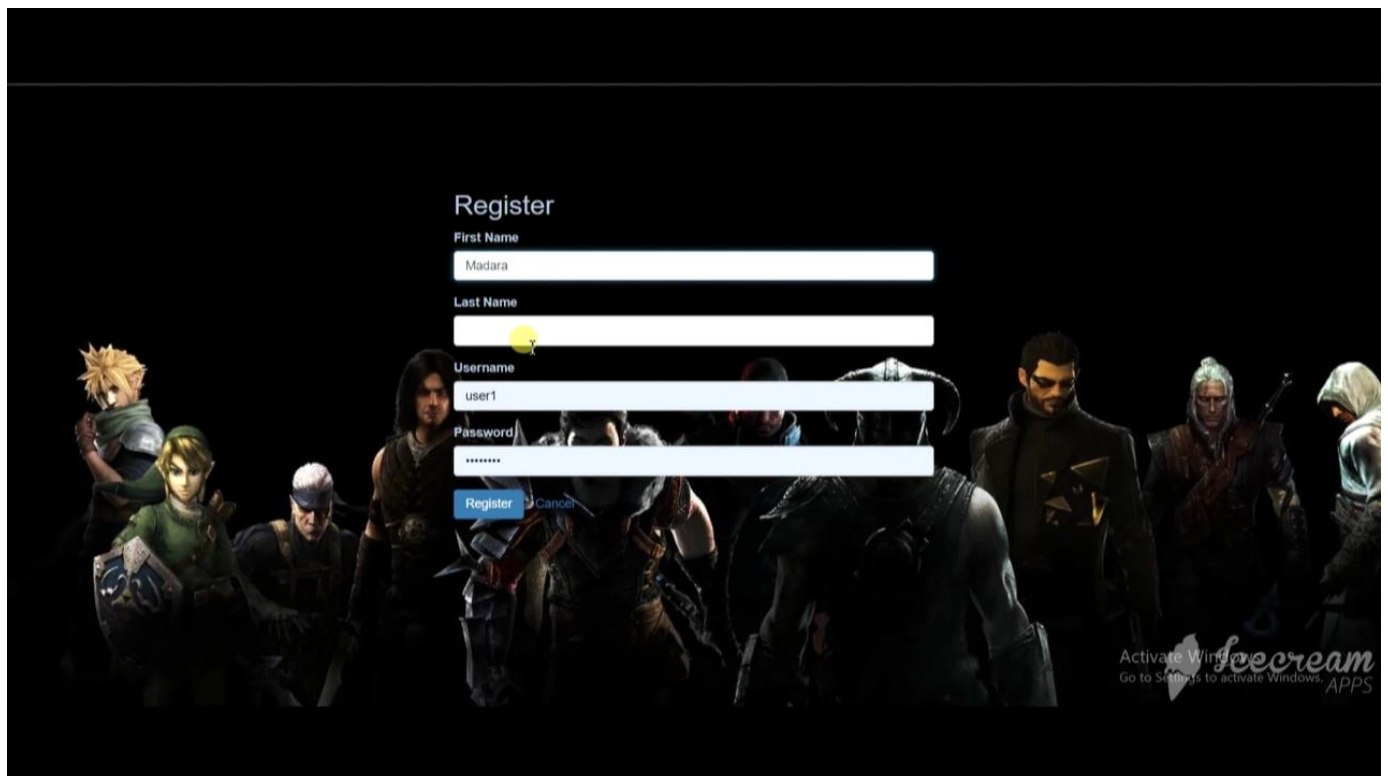 Register
First Name
Madara
Last Name
Username
user1
Password
••••••••
Register Cancel
Activate Windows
Go to Settings to activate Windows.
Icecream
APPS